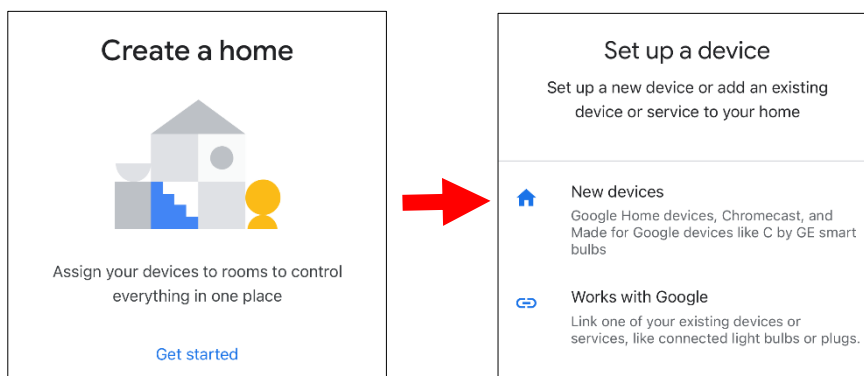 Create a home
Assign your devices to rooms to control
everything in one place
Get started
Set up a device
Set up a new device or add an existing
device or service to your home
New devices
Google Home devices, Chromecast, and
Made for Google devices like C by GE smart
bulbs
Works with Google
Link one of your existing devices or
services, like connected light bulbs or plugs.